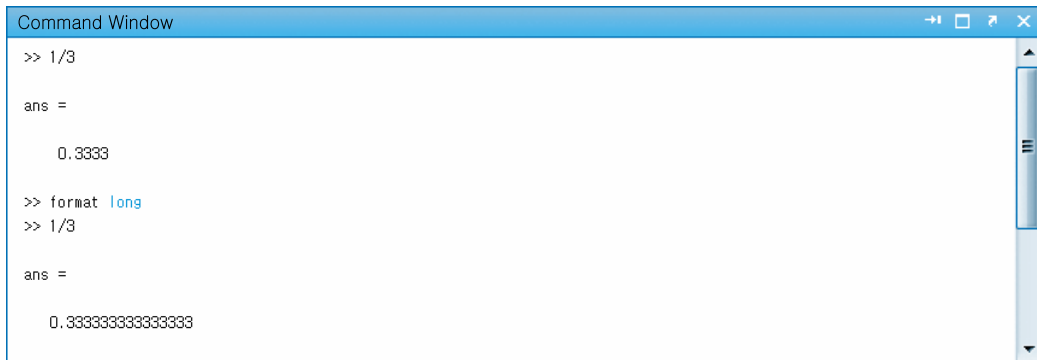 Command Window
>> 1/3
ans =
0.3333
>> format long
>> 1/3
ans =
0.333333333333333